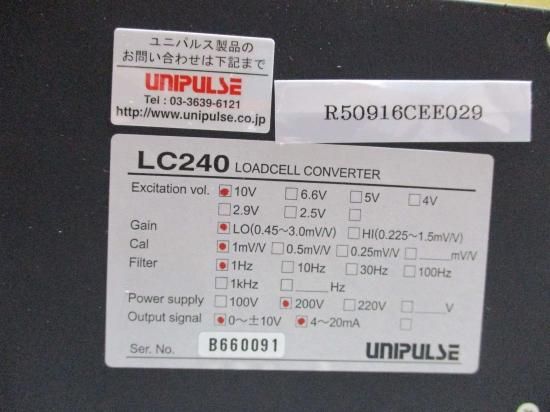 ユニパルス製品の
お問い合わせは下記まで
UNIPULSE
Tel : 03-3639-6121
http://www.unipulse.co.jp
R50916CEE029
LC240 LOADCELL CONVERTER
Excitation vol. 10V 6.6V 5V 4V
2.9V 2.5V
Gain LO(0.45～3.0mV/V) HI(0.225～1.5mV/V)
Cal 1mV/V 0.5mV/V 0.25mV/V ____mV/V
Filter 1Hz 10Hz 30Hz 100Hz
1kHz ____Hz
Power supply 100V 200V 220V ____V
Output signal 0～±10V 4～20mA
Ser. No. B660091
UNIPULSE